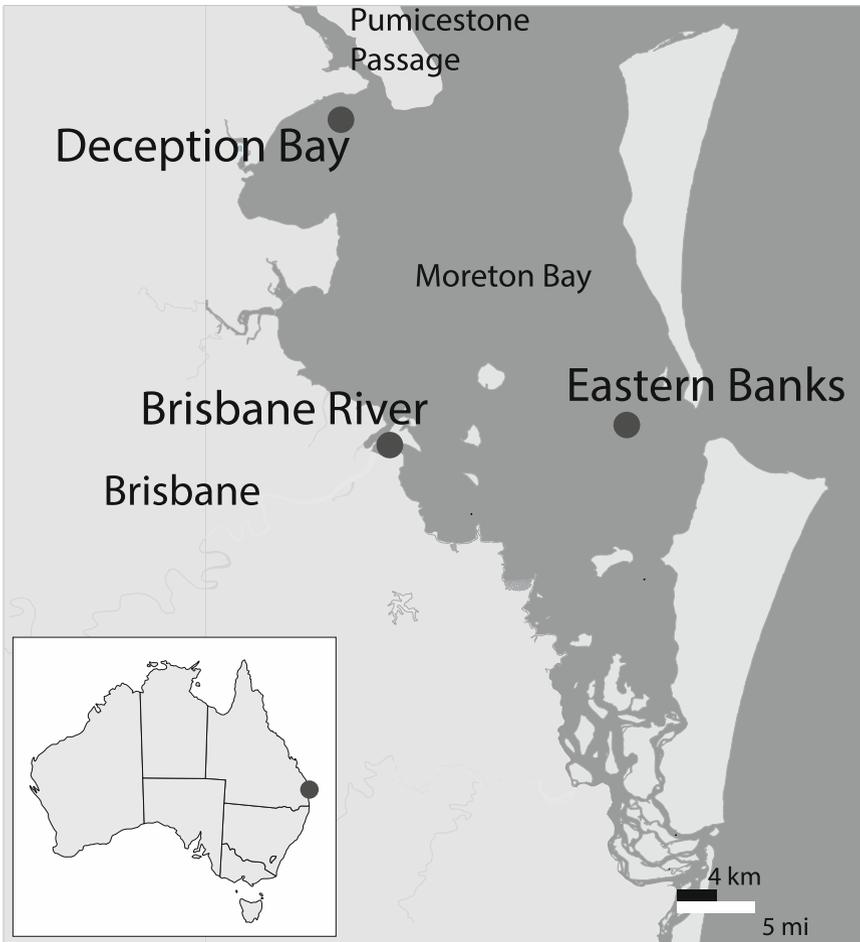 Pumicestone
Passage
Deception Bay
Moreton Bay
Eastern Banks
Brisbane River
Brisbane
4 km
5 mi